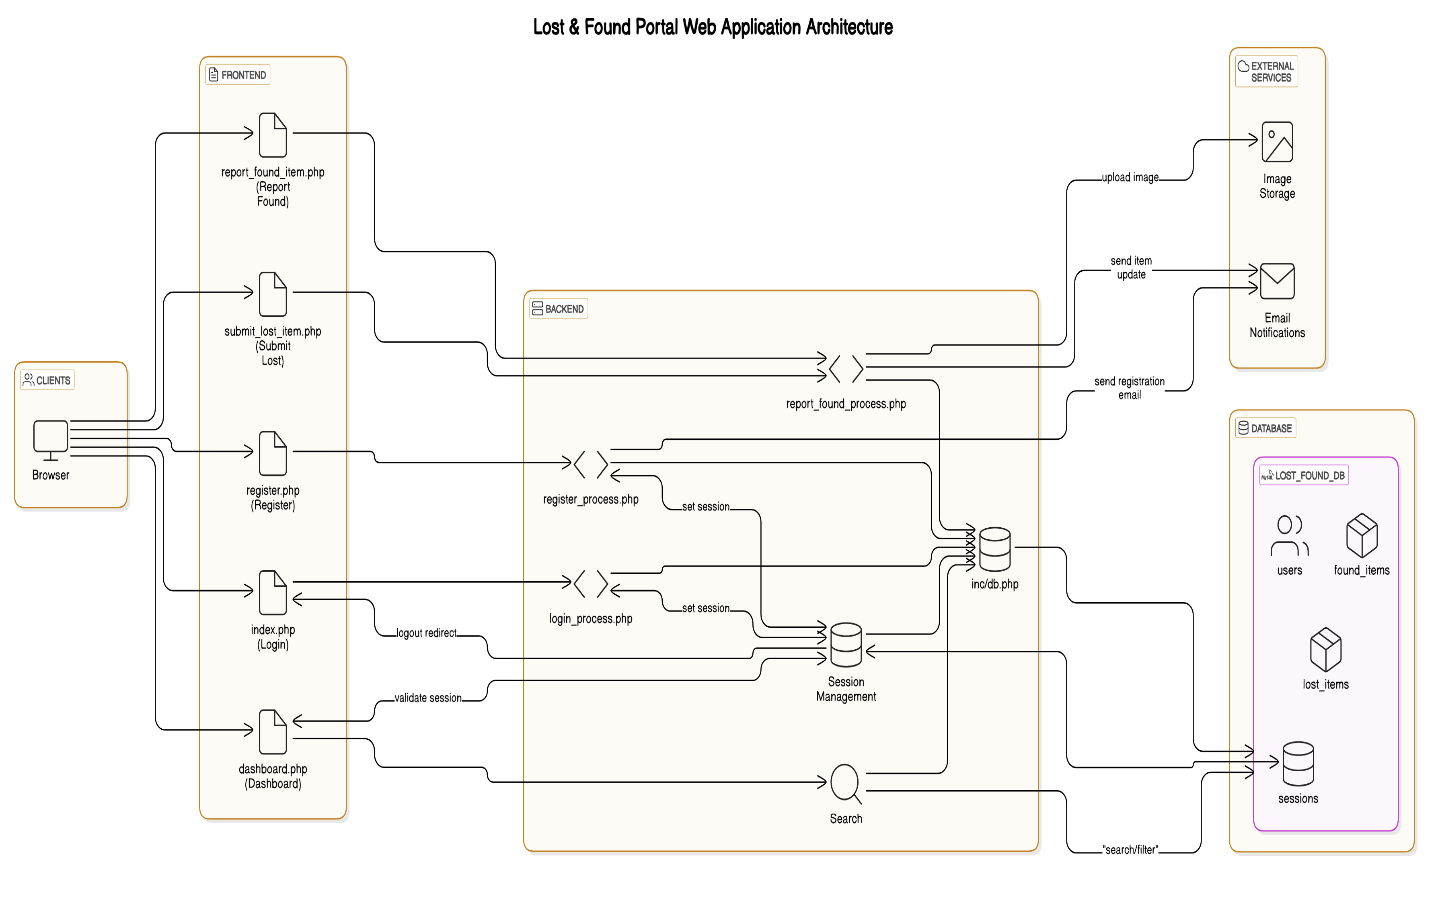 Lost & Found Portal Web Application Architecture
FRONTEND
report_found_item.php
(Report
Found)
submit_lost_item.php
(Submit
Lost)
register.php
(Register)
index.php
(Login)
dashboard.php
(Dashboard)
CLIENTS
Browser
logout redirect
validate session
BACKEND
report_found_process.php
register_process.php
set session
login_process.php
set session
inc/db.php
Session
Management
Search
upload image
send item
update
send registration
email
"search/filter"
EXTERNAL
SERVICES
Image
Storage
Email
Notifications
DATABASE
LOST_FOUND_DB
users
found_items
lost_items
sessions